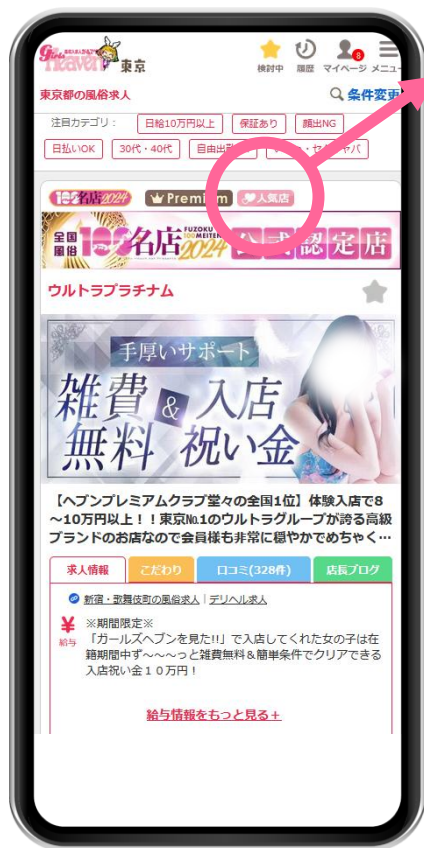 Girls
Heaven
東京
検討中
履歴
8
マイページ
メニュー
東京都の風俗求人
条件変更
注目カテゴリ：
日給10万円以上
保証あり
顔出NG
日払いOK
30代・40代
自由出
100名店2024
Premium
人気店
全国
風俗
100名店
FUZOKU
100MEITEN
2024
公式認定店
ウルトラプラチナム
手厚いサポート
雑費 & 入店
無料 祝い金
【ヘブンプレミアムクラブ堂々の全国1位】体験入店で8
～10万円以上！！東京№1のウルトラグループが誇る高級
ブランドのお店なので会員様も非常に穏やかでめちゃく…
求人情報
こだわり
口コミ(328件)
店長ブログ
新宿・歌舞伎町の風俗求人 | デリヘル求人
¥
給与
※期間限定※
「ガールズヘブンを見た!!」で入店してくれた女の子は在
籍期間中ず～～～っと雑費無料&簡単条件でクリアできる
入店祝い金１０万円！
給与情報をもっと見る＋